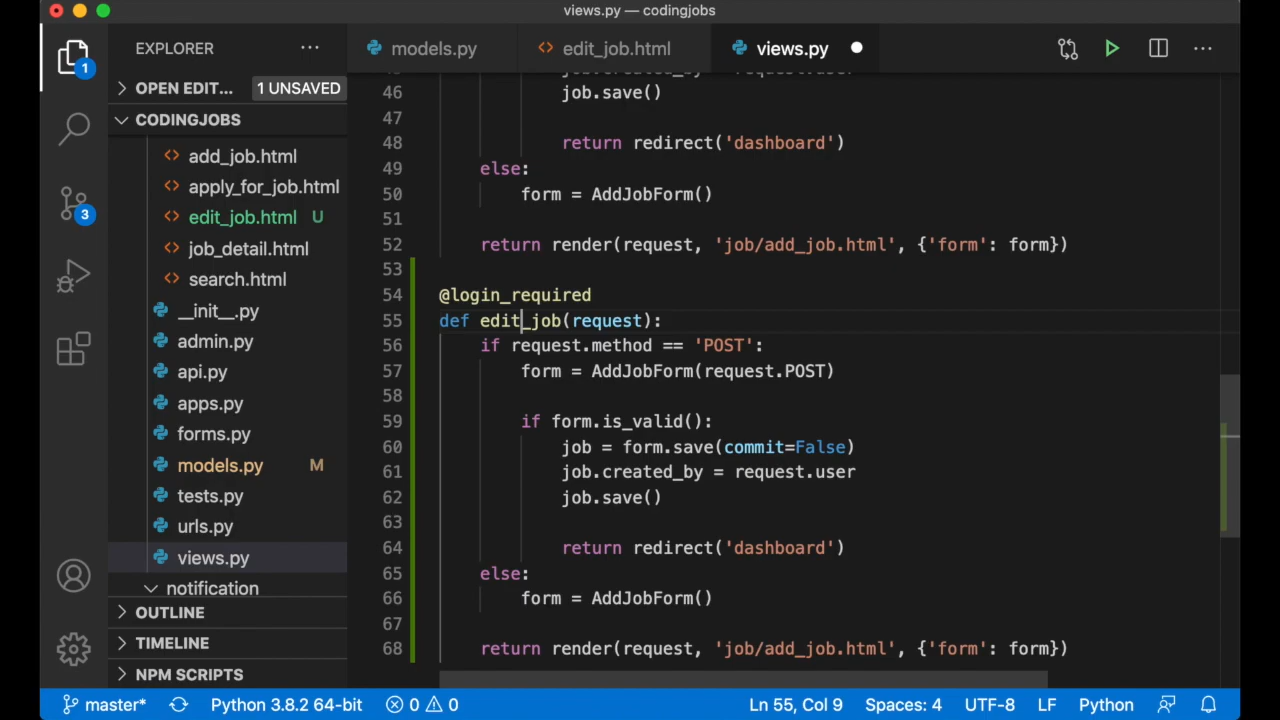 views.py — codingjobs
EXPLORER
models.py
edit_job.html
views.py
1
OPEN EDIT... 1 UNSAVED
CODINGJOBS
add_job.html
apply_for_job.html
edit_job.html U
job_detail.html
search.html
__init__.py
admin.py
api.py
apps.py
forms.py
models.py M
tests.py
urls.py
views.py
notification
OUTLINE
TIMELINE
NPM SCRIPTS
3
46 job.save()
47
48 return redirect('dashboard')
49 else:
50 form = AddJobForm()
51
52 return render(request, 'job/add_job.html', {'form': form})
53
54 @login_required
55 def edit_job(request):
56 if request.method == 'POST':
57 form = AddJobForm(request.POST)
58
59 if form.is_valid():
60 job = form.save(commit=False)
61 job.created_by = request.user
62 job.save()
63
64 return redirect('dashboard')
65 else:
66 form = AddJobForm()
67
68 return render(request, 'job/add_job.html', {'form': form})
master* Python 3.8.2 64-bit 0 0 Ln 55, Col 9 Spaces: 4 UTF-8 LF Python